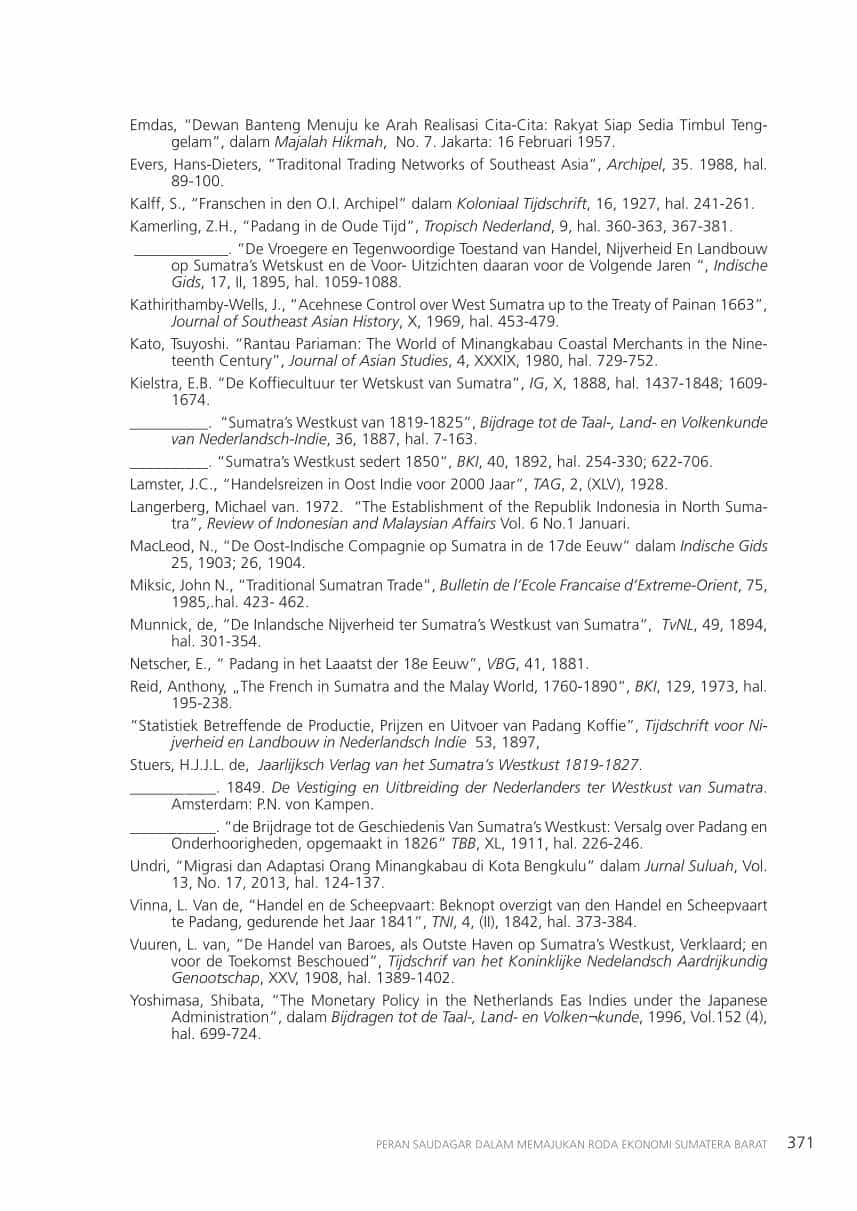 Emdas, “Dewan Banteng Menuju ke Arah Realisasi Cita-Cita: Rakyat Siap Sedia Timbul Teng-
gelam”, dalam Majalah Hikmah, No. 7. Jakarta: 16 Februari 1957.
Evers, Hans-Dieters, “Traditonal Trading Networks of Southeast Asia”, Archipel, 35. 1988, hal.
89-100.
Kalff, S., “Franschen in den O.I. Archipel” dalam Koloniaal Tijdschrift, 16, 1927, hal. 241-261.
Kamerling, Z.H., “Padang in de Oude Tijd”, Tropisch Nederland, 9, hal. 360-363, 367-381.
____________. “De Vroegere en Tegenwoordige Toestand van Handel, Nijverheid En Landbouw
op Sumatra’s Wetskust en de Voor- Uitzichten daaran voor de Volgende Jaren “, Indische
Gids, 17, II, 1895, hal. 1059-1088.
Kathirithamby-Wells, J., “Acehnese Control over West Sumatra up to the Treaty of Painan 1663”,
Journal of Southeast Asian History, X, 1969, hal. 453-479.
Kato, Tsuyoshi. “Rantau Pariaman: The World of Minangkabau Coastal Merchants in the Nine-
teenth Century”, Journal of Asian Studies, 4, XXXIX, 1980, hal. 729-752.
Kielstra, E.B. “De Koffiecultuur ter Wetskust van Sumatra”, IG, X, 1888, hal. 1437-1848; 1609-
1674.
__________. “Sumatra’s Westkust van 1819-1825”, Bijdrage tot de Taal-, Land- en Volkenkunde
van Nederlandsch-Indie, 36, 1887, hal. 7-163.
__________. “Sumatra’s Westkust sedert 1850”, BKI, 40, 1892, hal. 254-330; 622-706.
Lamster, J.C., “Handelsreizen in Oost Indie voor 2000 Jaar”, TAG, 2, (XLV), 1928.
Langerberg, Michael van. 1972. “The Establishment of the Republik Indonesia in North Suma-
tra”, Review of Indonesian and Malaysian Affairs Vol. 6 No.1 Januari.
MacLeod, N., “De Oost-Indische Compagnie op Sumatra in de 17de Eeuw” dalam Indische Gids
25, 1903; 26, 1904.
Miksic, John N., “Traditional Sumatran Trade”, Bulletin de l’Ecole Francaise d’Extreme-Orient, 75,
1985,.hal. 423- 462.
Munnick, de, “De Inlandsche Nijverheid ter Sumatra’s Westkust van Sumatra”, TvNL, 49, 1894,
hal. 301-354.
Netscher, E., “ Padang in het Laaatst der 18e Eeuw”, VBG, 41, 1881.
Reid, Anthony, „The French in Sumatra and the Malay World, 1760-1890“, BKI, 129, 1973, hal.
195-238.
“Statistiek Betreffende de Productie, Prijzen en Uitvoer van Padang Koffie”, Tijdschrift voor Ni-
jverheid en Landbouw in Nederlandsch Indie 53, 1897,
Stuers, H.J.J.L. de, Jaarlijksch Verlag van het Sumatra’s Westkust 1819-1827.
___________. 1849. De Vestiging en Uitbreiding der Nederlanders ter Westkust van Sumatra.
Amsterdam: P.N. von Kampen.
___________. “de Brijdrage tot de Geschiedenis Van Sumatra’s Westkust: Versalg over Padang en
Onderhoorigheden, opgemaakt in 1826” TBB, XL, 1911, hal. 226-246.
Undri, “Migrasi dan Adaptasi Orang Minangkabau di Kota Bengkulu” dalam Jurnal Suluah, Vol.
13, No. 17, 2013, hal. 124-137.
Vinna, L. Van de, “Handel en de Scheepvaart: Beknopt overzigt van den Handel en Scheepvaart
te Padang, gedurende het Jaar 1841”, TNI, 4, (II), 1842, hal. 373-384.
Vuuren, L. van, “De Handel van Baroes, als Outste Haven op Sumatra’s Westkust, Verklaard; en
voor de Toekomst Beschoued”, Tijdschrif van het Koninklijke Nedelandsch Aardrijkundig
Genootschap, XXV, 1908, hal. 1389-1402.
Yoshimasa, Shibata, “The Monetary Policy in the Netherlands Eas Indies under the Japanese
Administration”, dalam Bijdragen tot de Taal-, Land- en Volken¬kunde, 1996, Vol.152 (4),
hal. 699-724.
PERAN SAUDAGAR DALAM MEMAJUKAN RODA EKONOMI SUMATERA BARAT 371